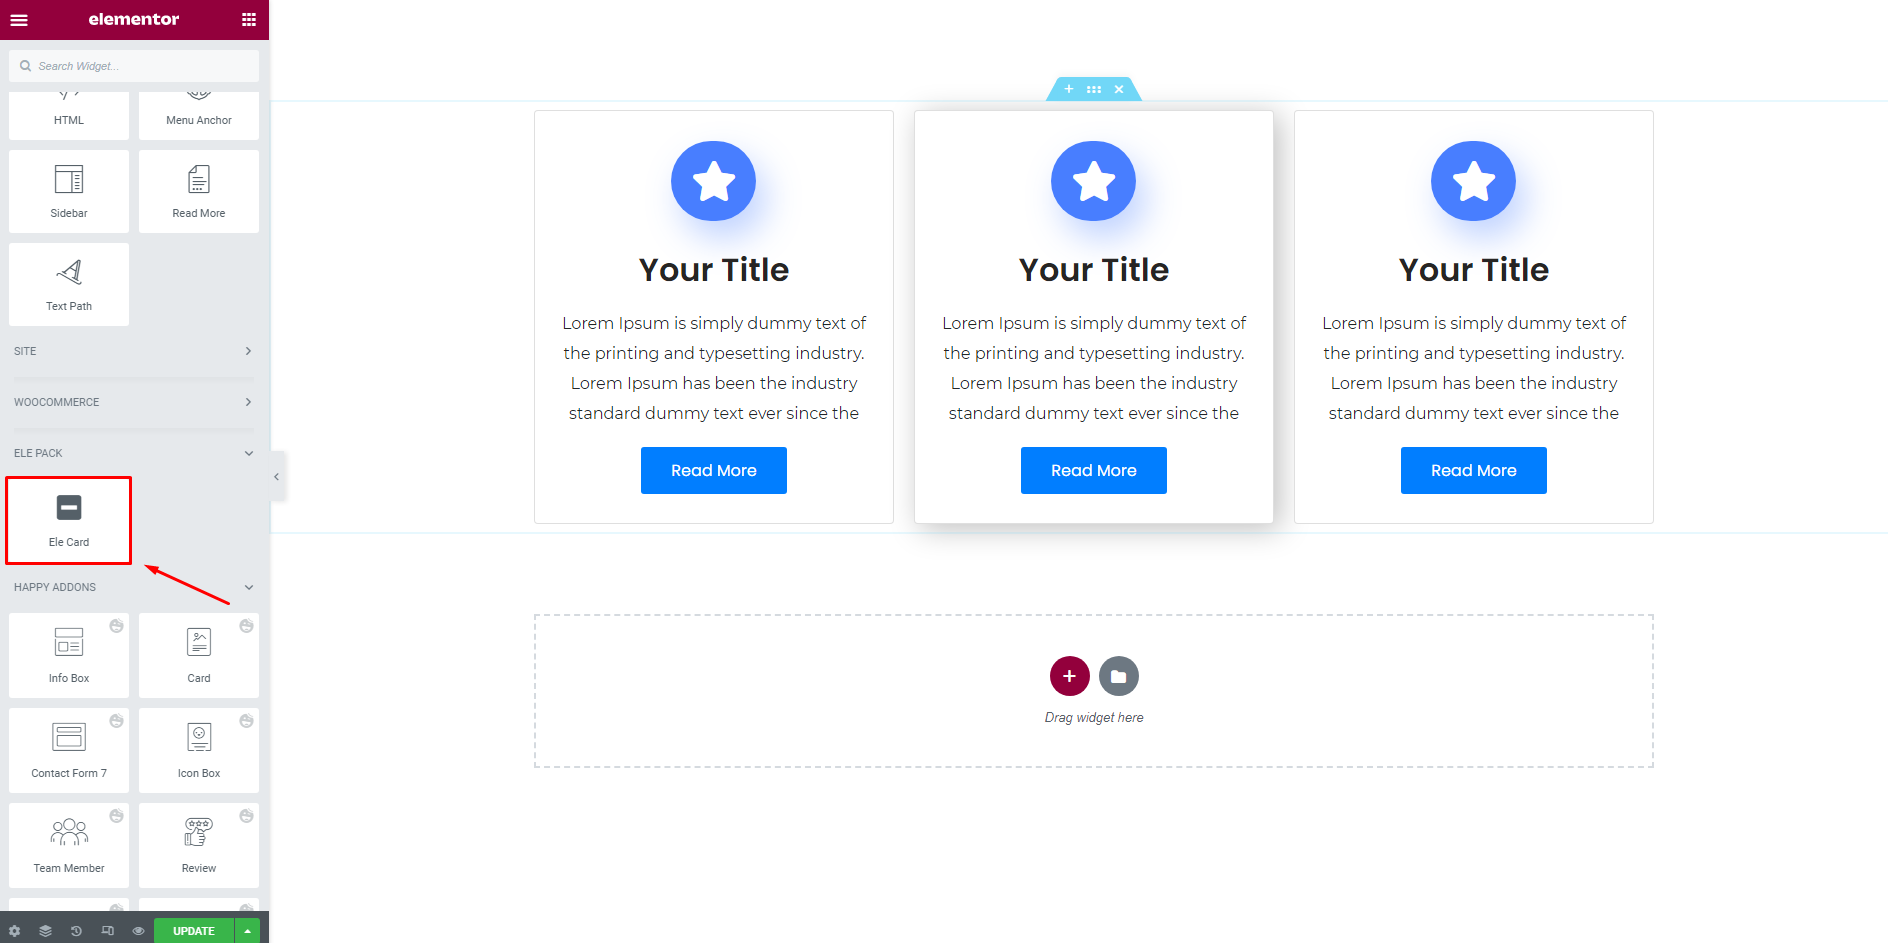 elementor
Search Widget...
HTML
Menu Anchor
Sidebar
Read More
Text Path
SITE
WOOCOMMERCE
ELE PACK
Ele Card
HAPPY ADDONS
Info Box
Card
Contact Form 7
Icon Box
Team Member
Review
UPDATE
Your Title
Lorem Ipsum is simply dummy text of
the printing and typesetting industry.
Lorem Ipsum has been the industry
standard dummy text ever since the
Read More
Your Title
Lorem Ipsum is simply dummy text of
the printing and typesetting industry.
Lorem Ipsum has been the industry
standard dummy text ever since the
Read More
Your Title
Lorem Ipsum is simply dummy text of
the printing and typesetting industry.
Lorem Ipsum has been the industry
standard dummy text ever since the
Read More
Drag widget here